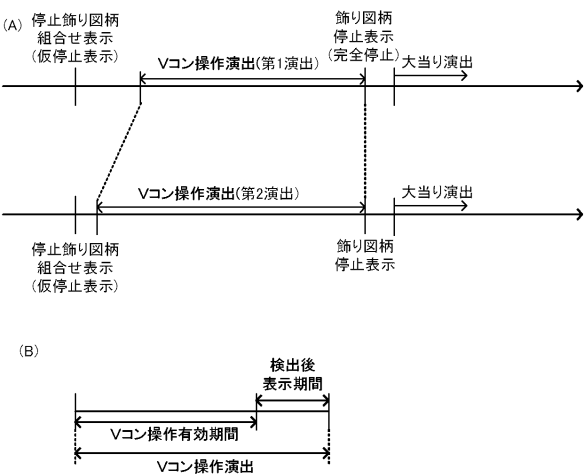 (A)
停止飾り図柄
組合せ表示
(仮停止表示)
飾り図柄
停止表示
(完全停止)
Vコン操作演出(第1演出)
大当り演出
Vコン操作演出(第2演出)
大当り演出
停止飾り図柄
組合せ表示
(仮停止表示)
飾り図柄
停止表示
(B)
検出後
表示期間
Vコン操作有効期間
Vコン操作演出